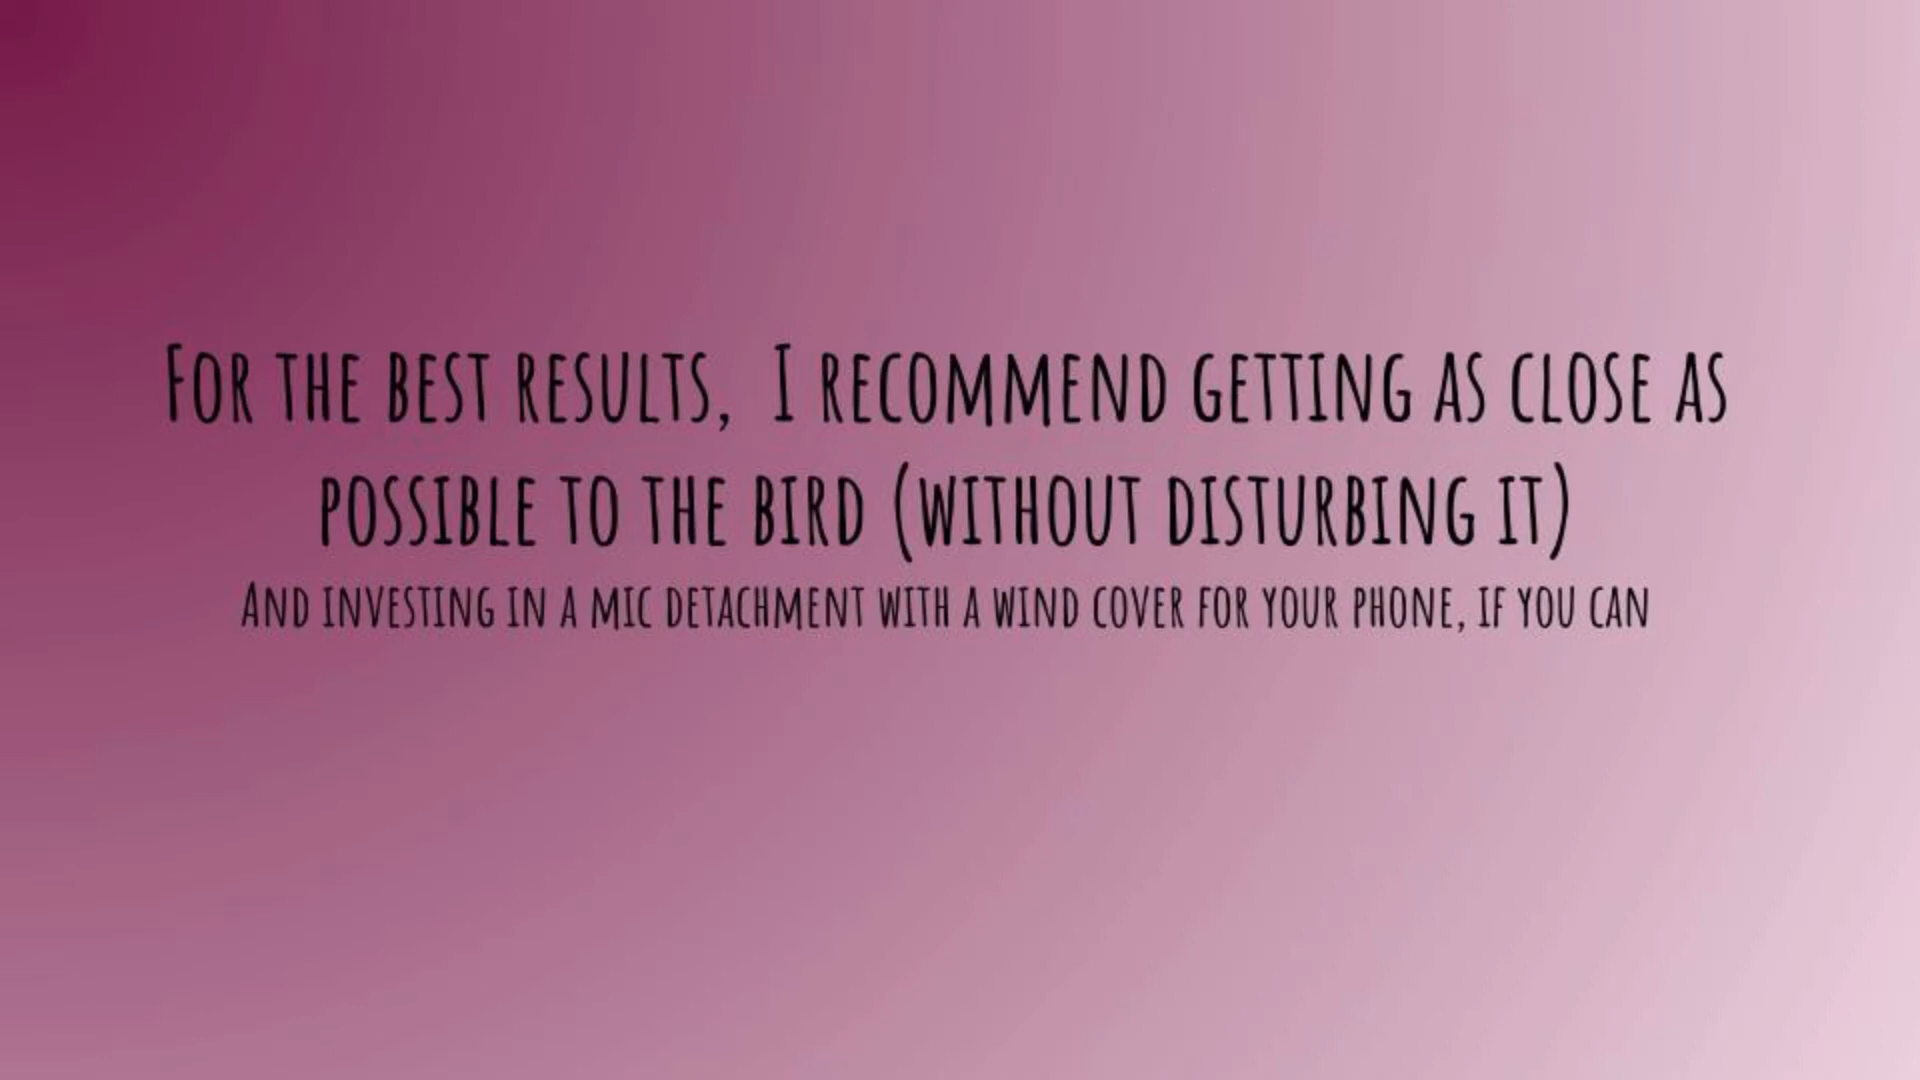 For the best results, I recommend getting as close as
possible to the bird (without disturbing it)
And investing in a mic detachment with a wind cover for your phone, if you can